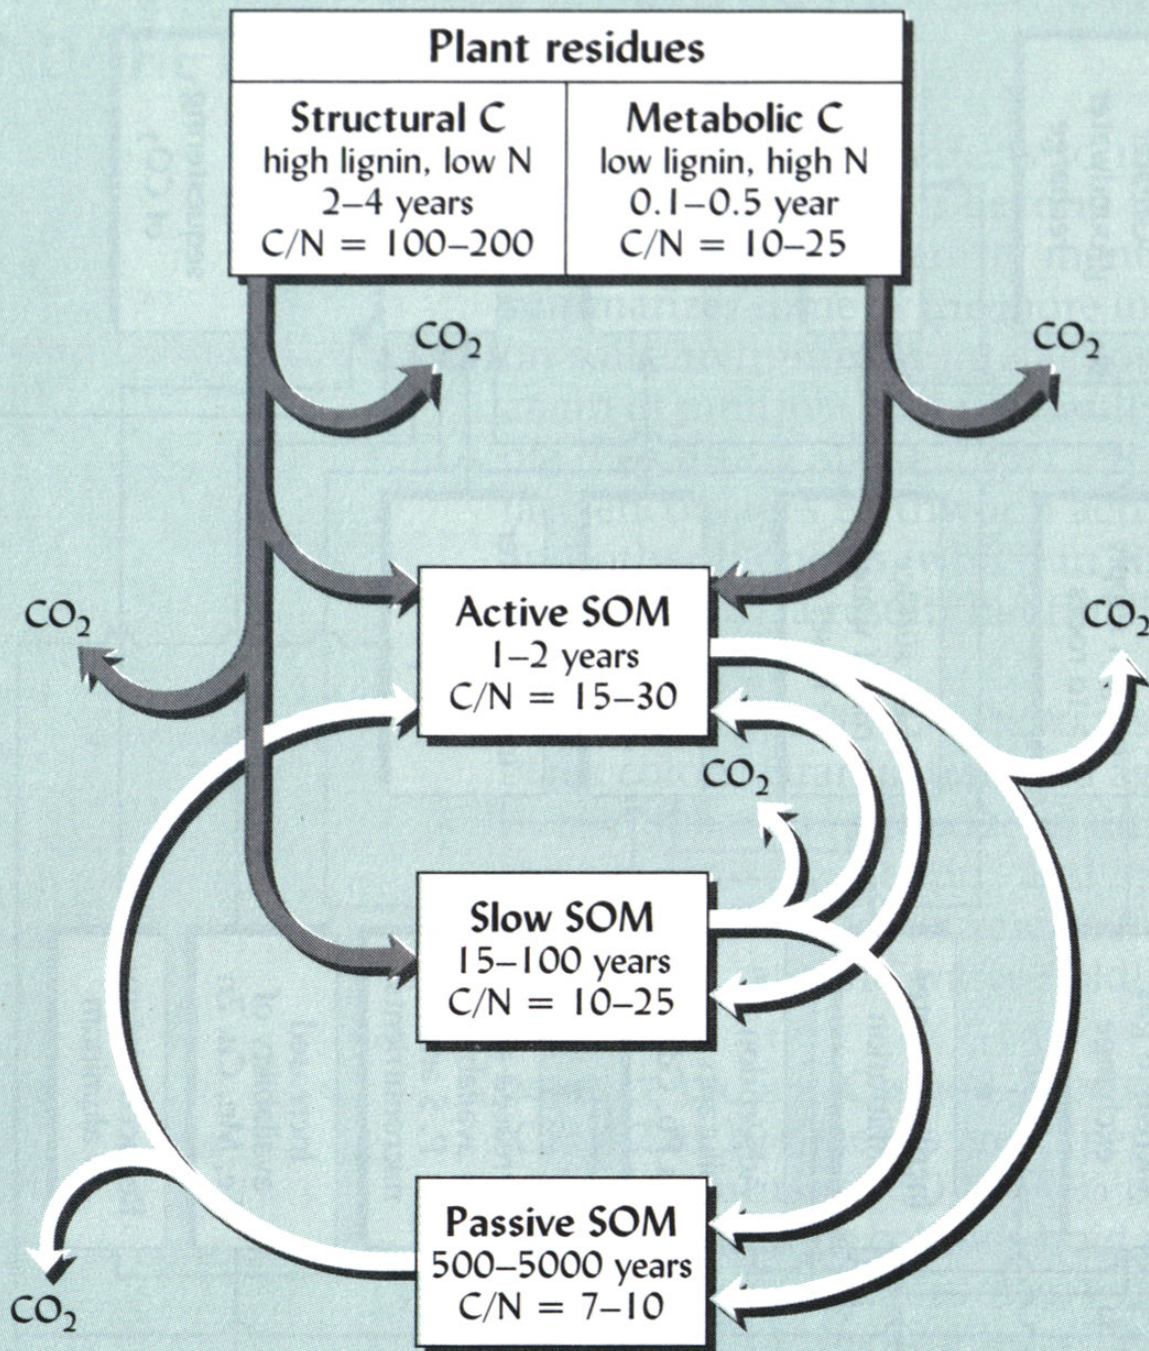 Plant residues
Structural C
high lignin, low N
2–4 years
C/N = 100–200
Metabolic C
low lignin, high N
0.1–0.5 year
C/N = 10–25
CO₂
CO₂
Active SOM
1–2 years
C/N = 15–30
CO₂
CO₂
CO₂
Slow SOM
15–100 years
C/N = 10–25
Passive SOM
500–5000 years
C/N = 7–10
CO₂